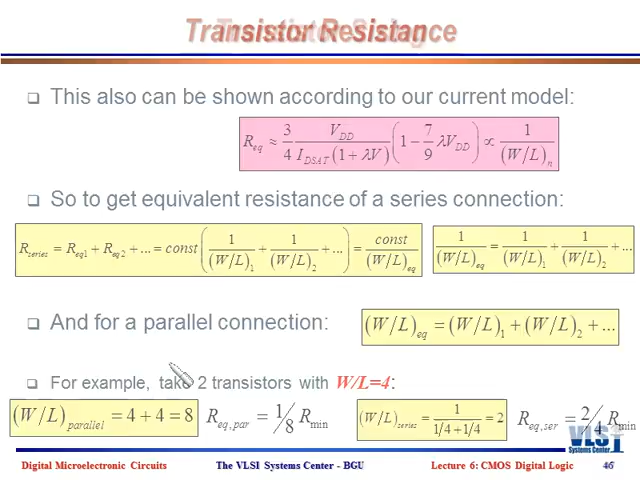 Transistor Resistance
❑ This also can be shown according to our current model:
R_eq ≈ 3/4 V_DD/(I_DSAT (1 + λV)) (1 − 7/9 λV_DD) ∝ 1/(W/L)_n
❑ So to get equivalent resistance of a series connection:
R_series = R_eq1 + R_eq2 + ... = const (1/(W/L)_1 + 1/(W/L)_2 + ...) = const/(W/L)_eq
1/(W/L)_eq = 1/(W/L)_1 + 1/(W/L)_2 + ...
❑ And for a parallel connection:
(W/L)_eq = (W/L)_1 + (W/L)_2 + ...
❑ For example, take 2 transistors with W/L=4:
(W/L)_parallel = 4 + 4 = 8
R_eq,par = 1/8 R_min
(W/L)_series = 1/(1/4 + 1/4) = 2
R_eq,ser = 2/4 R_min
VLSI
Systems Center
Digital Microelectronic Circuits
The VLSI Systems Center - BGU
Lecture 6: CMOS Digital Logic
46